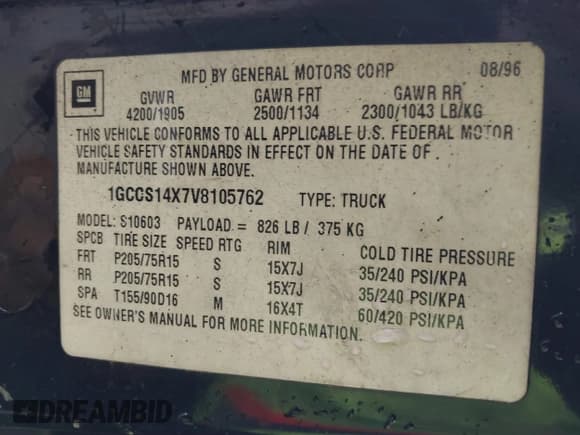 GM
MFD BY GENERAL MOTORS CORP 08/96
GVWR GAWR FRT GAWR RR
4200/1905 2500/1134 2300/1043 LB/KG
THIS VEHICLE CONFORMS TO ALL APPLICABLE U.S. FEDERAL MOTOR
VEHICLE SAFETY STANDARDS IN EFFECT ON THE DATE OF
MANUFACTURE SHOWN ABOVE.
1GCCS14X7V8105762 TYPE: TRUCK
MODEL: S10603 PAYLOAD = 826 LB / 375 KG
SPCB TIRE SIZE SPEED RTG RIM COLD TIRE PRESSURE
FRT P205/75R15 S 15X7J 35/240 PSI/KPA
RR P205/75R15 S 15X7J 35/240 PSI/KPA
SPA T155/90D16 M 16X4T 60/420 PSI/KPA
SEE OWNER'S MANUAL FOR MORE INFORMATION.
DREAMBID